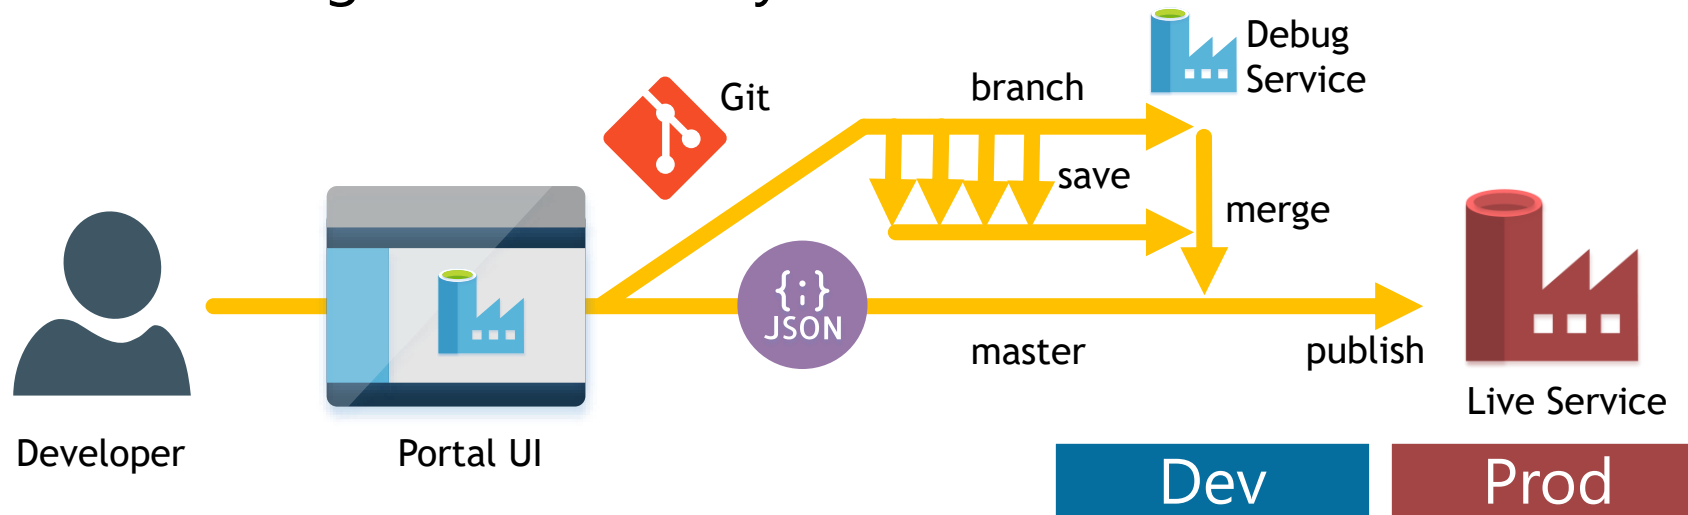 Debug
Service
Git
branch
save
merge
{;}
JSON
master
publish
Live Service
Developer
Portal UI
Dev
Prod